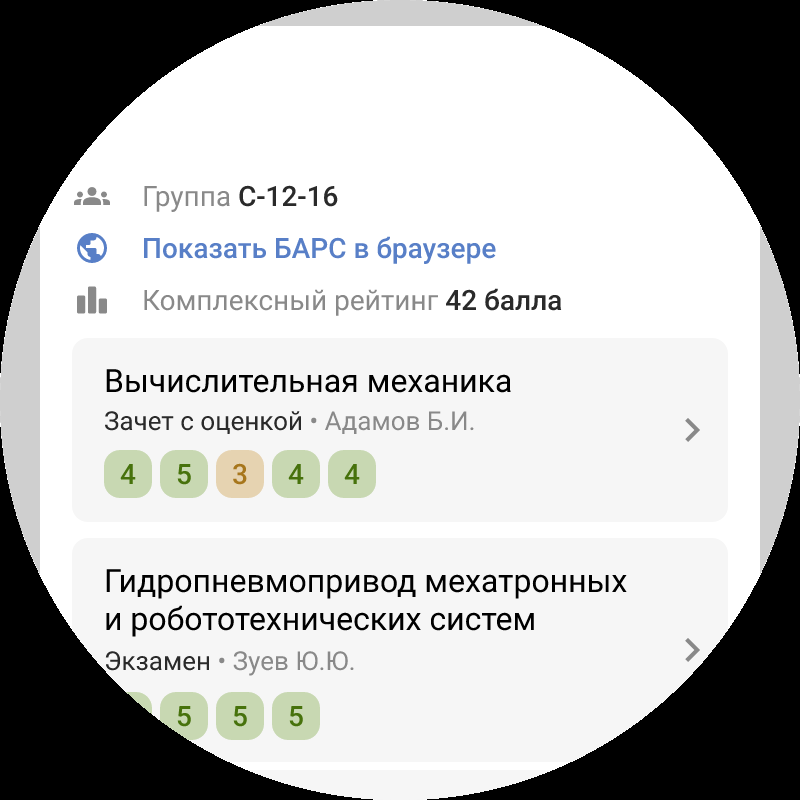 Группа С-12-16
Показать БАРС в браузере
Комплексный рейтинг 42 балла
Вычислительная механика
Зачет с оценкой • Адамов Б.И.
4 5 3 4 4
Гидропневмопривод мехатронных
и робототехнических систем
Экзамен • Зуев Ю.Ю.
5 5 5